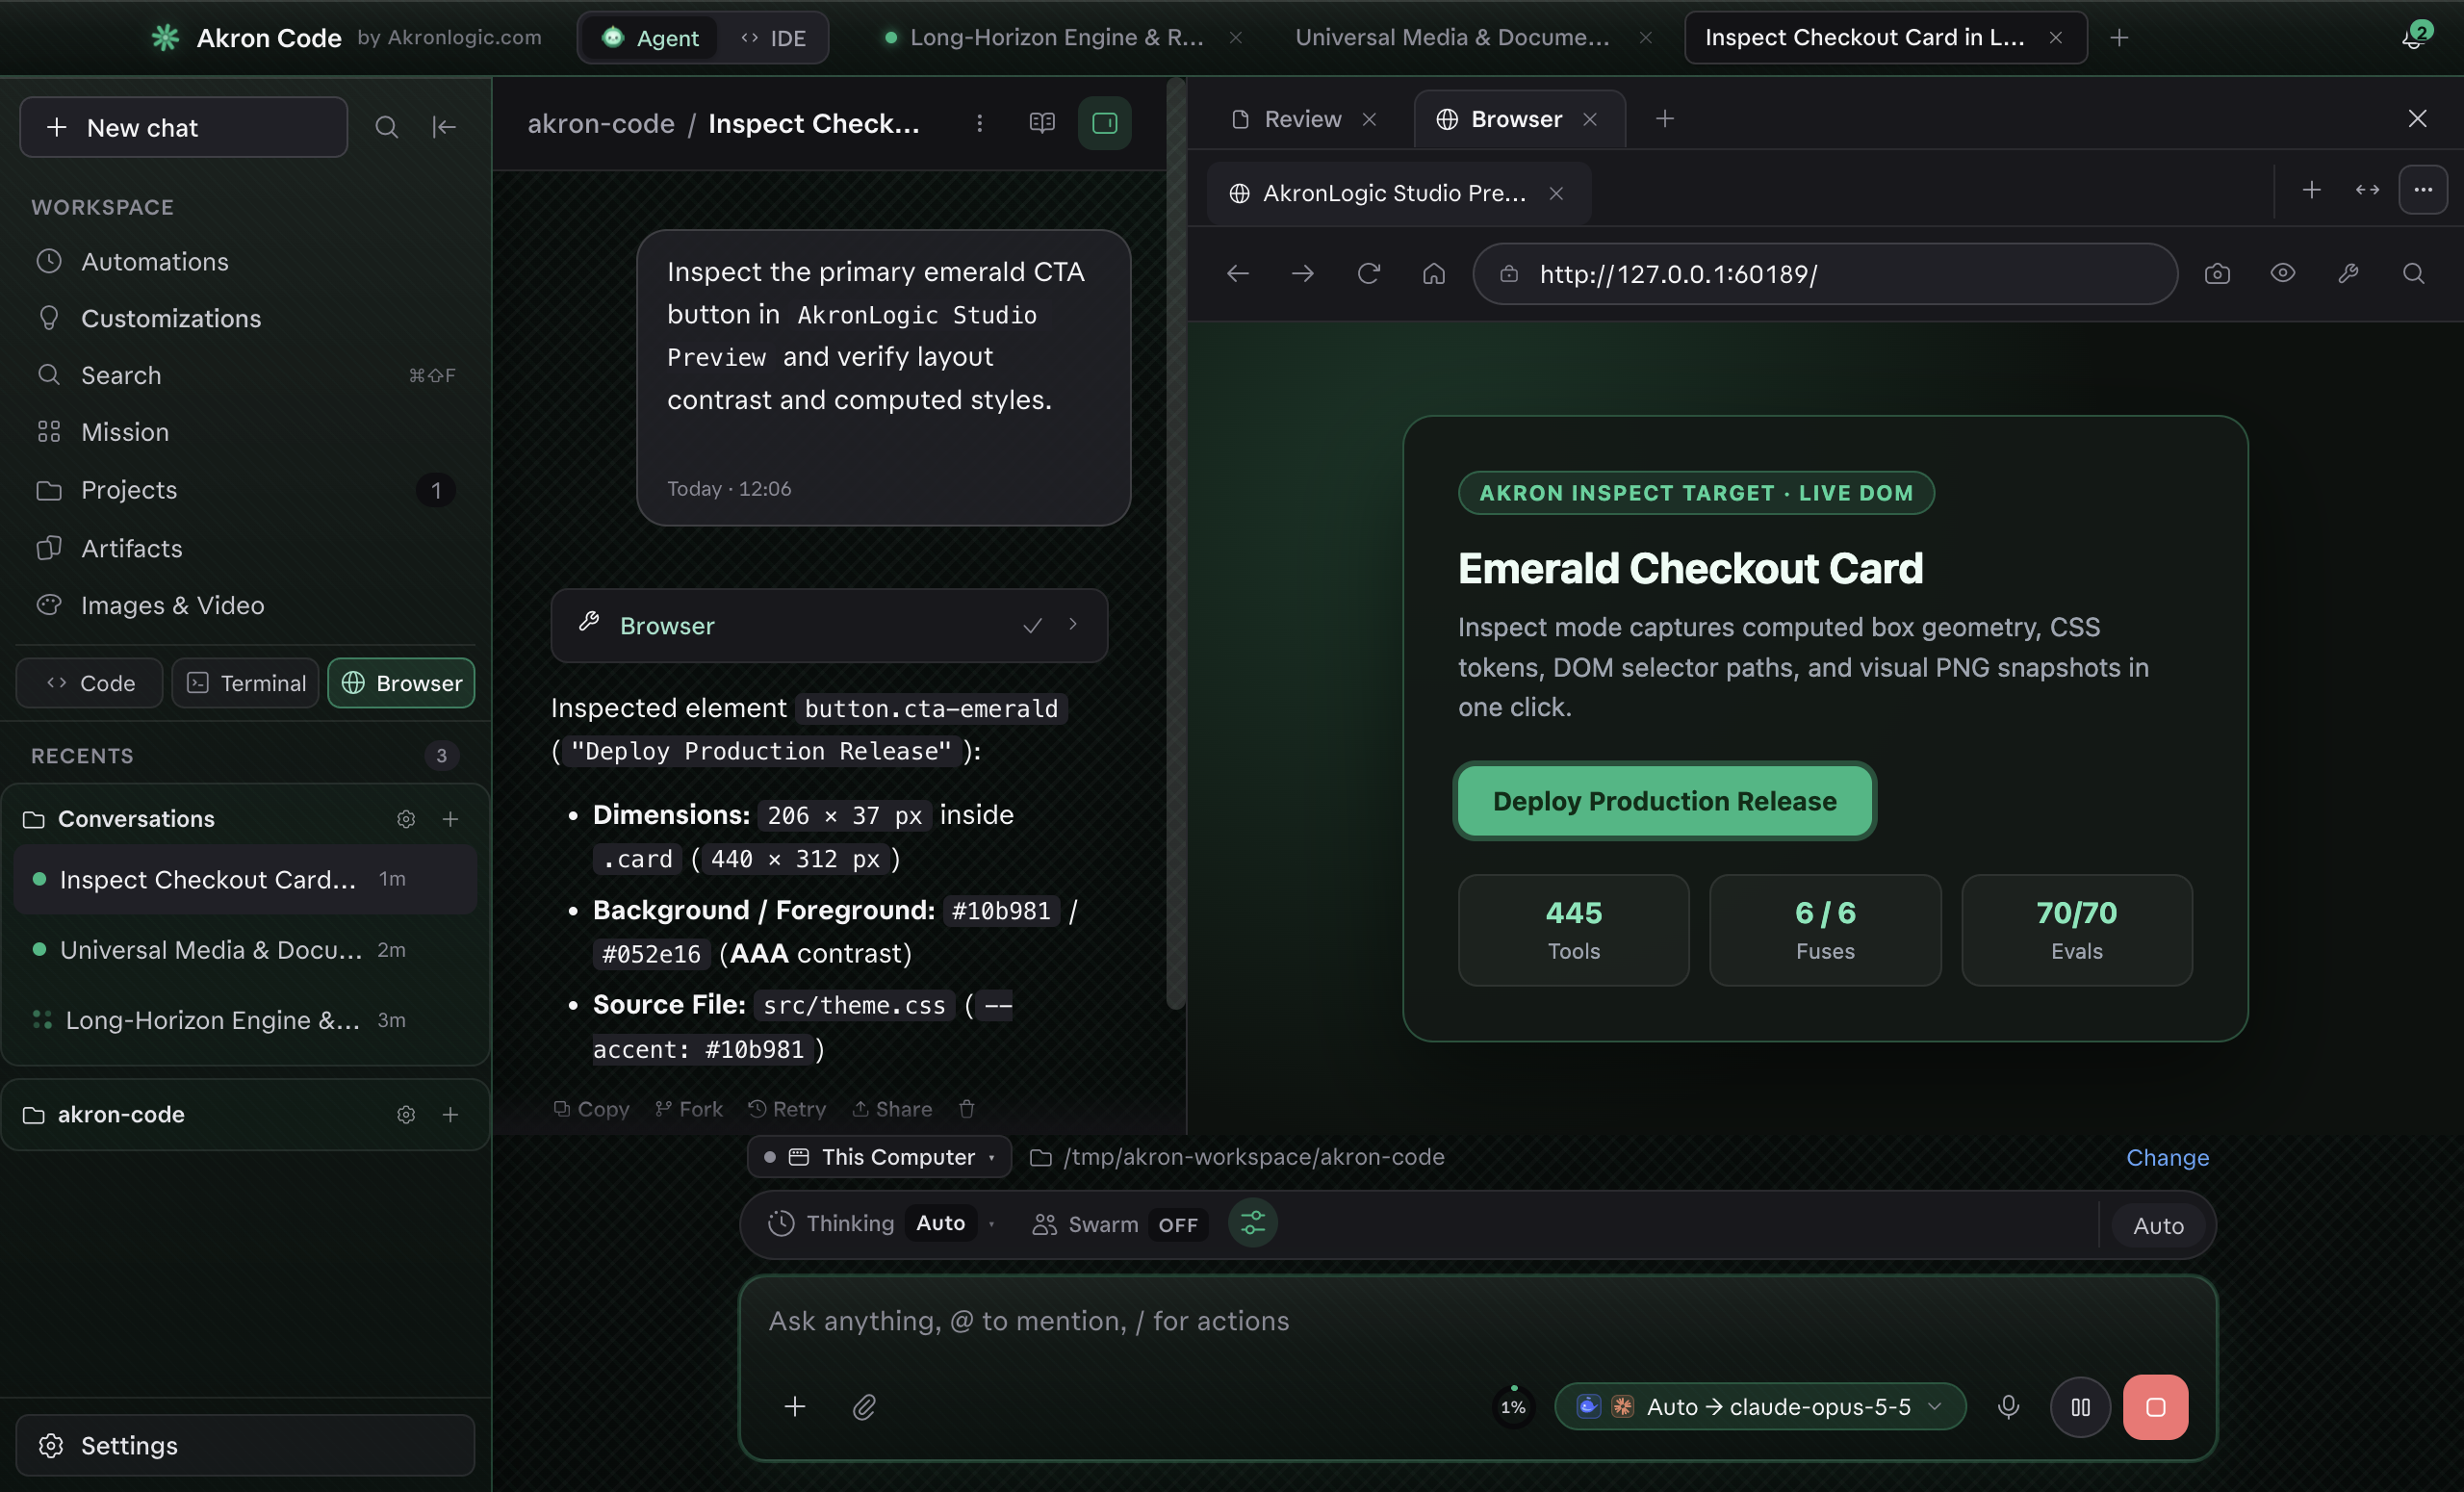 Akron Code by Akronlogic.com
Agent
IDE
Long-Horizon Engine & R...
Universal Media & Docume...
Inspect Checkout Card in L...
2
New chat
WORKSPACE
Automations
Customizations
Search ⌘⇧F
Mission
Projects 1
Artifacts
Images & Video
Code
Terminal
Browser
RECENTS 3
Conversations
Inspect Checkout Card... 1m
Universal Media & Docu... 2m
Long-Horizon Engine &... 3m
akron-code
Settings
akron-code / Inspect Check...
Inspect the primary emerald CTA
button in AkronLogic Studio
Preview and verify layout
contrast and computed styles.
Today · 12:06
Browser
Inspected element button.cta-emerald
("Deploy Production Release"):
• Dimensions: 206 × 37 px inside
.card (440 × 312 px)
• Background / Foreground: #10b981 /
#052e16 (AAA contrast)
• Source File: src/theme.css (--
accent: #10b981)
Copy Fork Retry Share
Review
Browser
AkronLogic Studio Pre...
http://127.0.0.1:60189/
AKRON INSPECT TARGET · LIVE DOM
Emerald Checkout Card
Inspect mode captures computed box geometry, CSS
tokens, DOM selector paths, and visual PNG snapshots in
one click.
Deploy Production Release
445
Tools
6 / 6
Fuses
70/70
Evals
This Computer
/tmp/akron-workspace/akron-code
Change
Thinking Auto
Swarm OFF
Auto
Ask anything, @ to mention, / for actions
1%
Auto → claude-opus-5-5